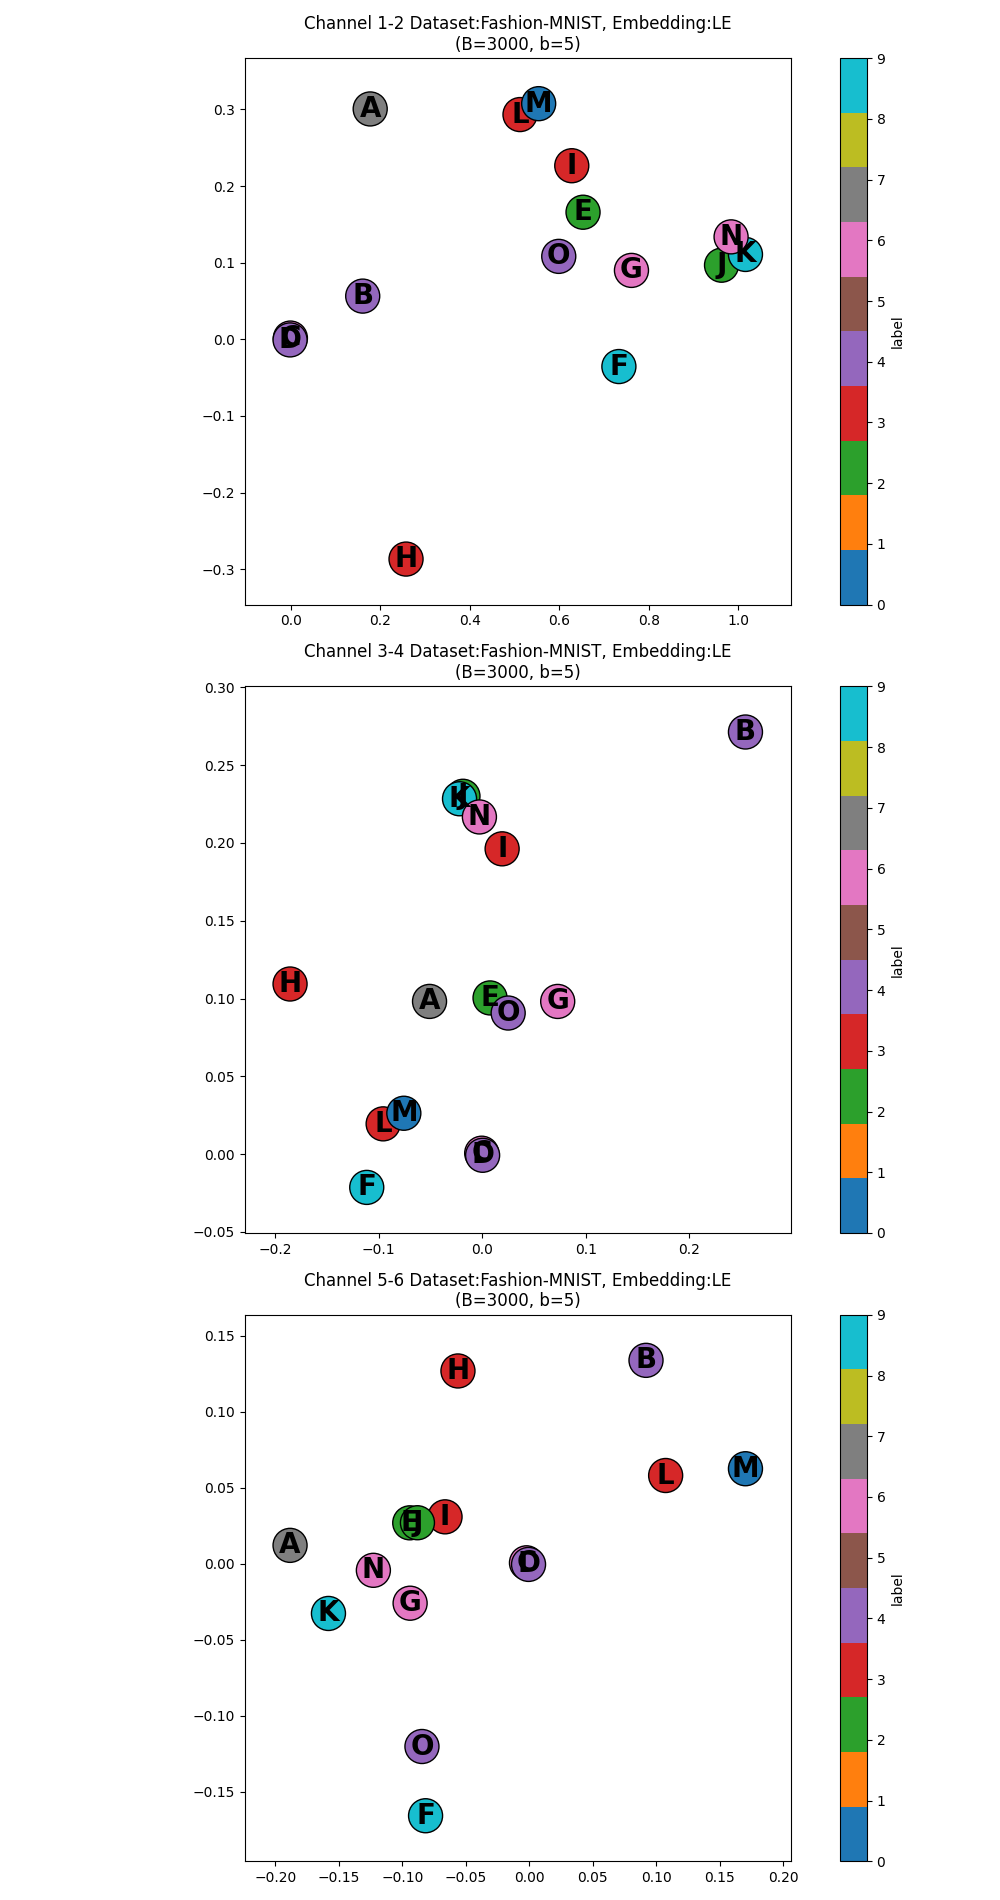 Channel 1-2 Dataset:Fashion-MNIST, Embedding:LE
(B=3000, b=5)
A
L M
I
E
O
G
N
K
J
B
D
F
H
0.3
0.2
0.1
0.0
−0.1
−0.2
−0.3
0.0 0.2 0.4 0.6 0.8 1.0
9
8
7
6
5
4
3
2
1
0
label
Channel 3-4 Dataset:Fashion-MNIST, Embedding:LE
(B=3000, b=5)
B
K J
N
I
H
A E O G
L M
D
F
0.30
0.25
0.20
0.15
0.10
0.05
0.00
−0.05
−0.2 −0.1 0.0 0.1 0.2
9
8
7
6
5
4
3
2
1
0
label
Channel 5-6 Dataset:Fashion-MNIST, Embedding:LE
(B=3000, b=5)
H B
L M
E J I
A
N D
K G
O
F
0.15
0.10
0.05
0.00
−0.05
−0.10
−0.15
−0.20 −0.15 −0.10 −0.05 0.00 0.05 0.10 0.15 0.20
9
8
7
6
5
4
3
2
1
0
label